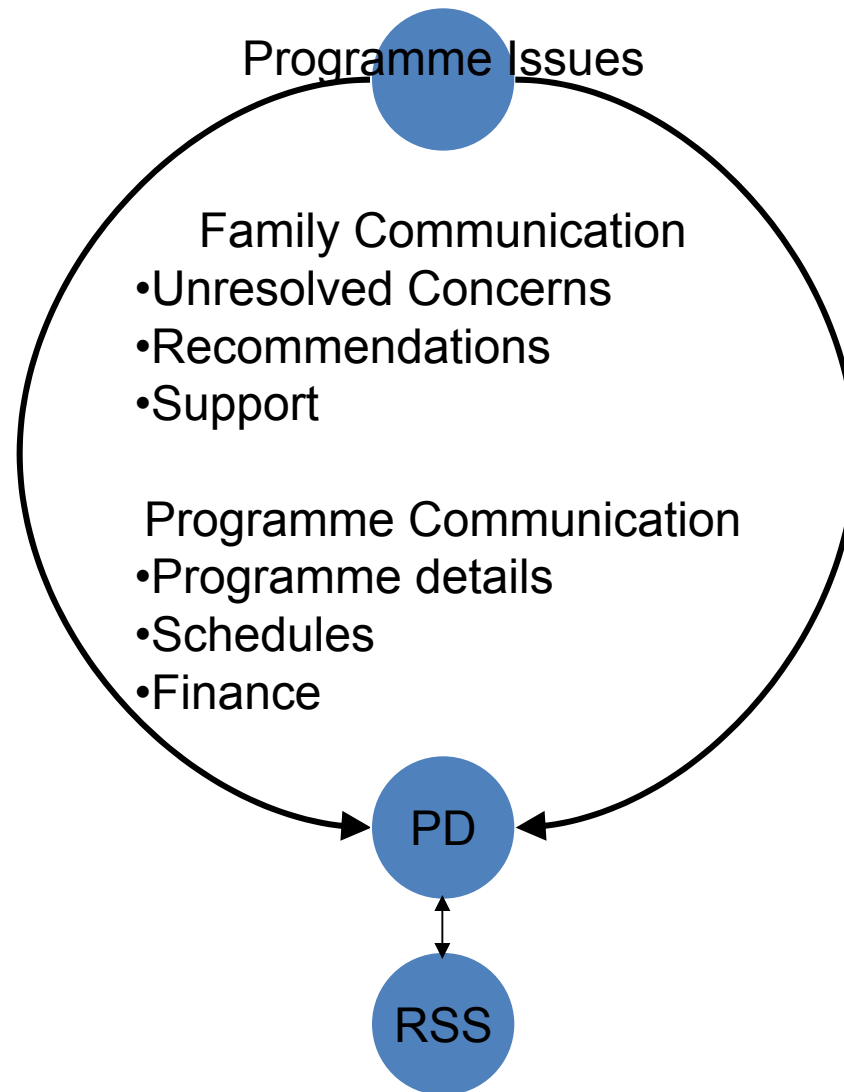 Programme Issues
Family Communication
•Unresolved Concerns
•Recommendations
•Support
Programme Communication
•Programme details
•Schedules
•Finance
PD
RSS